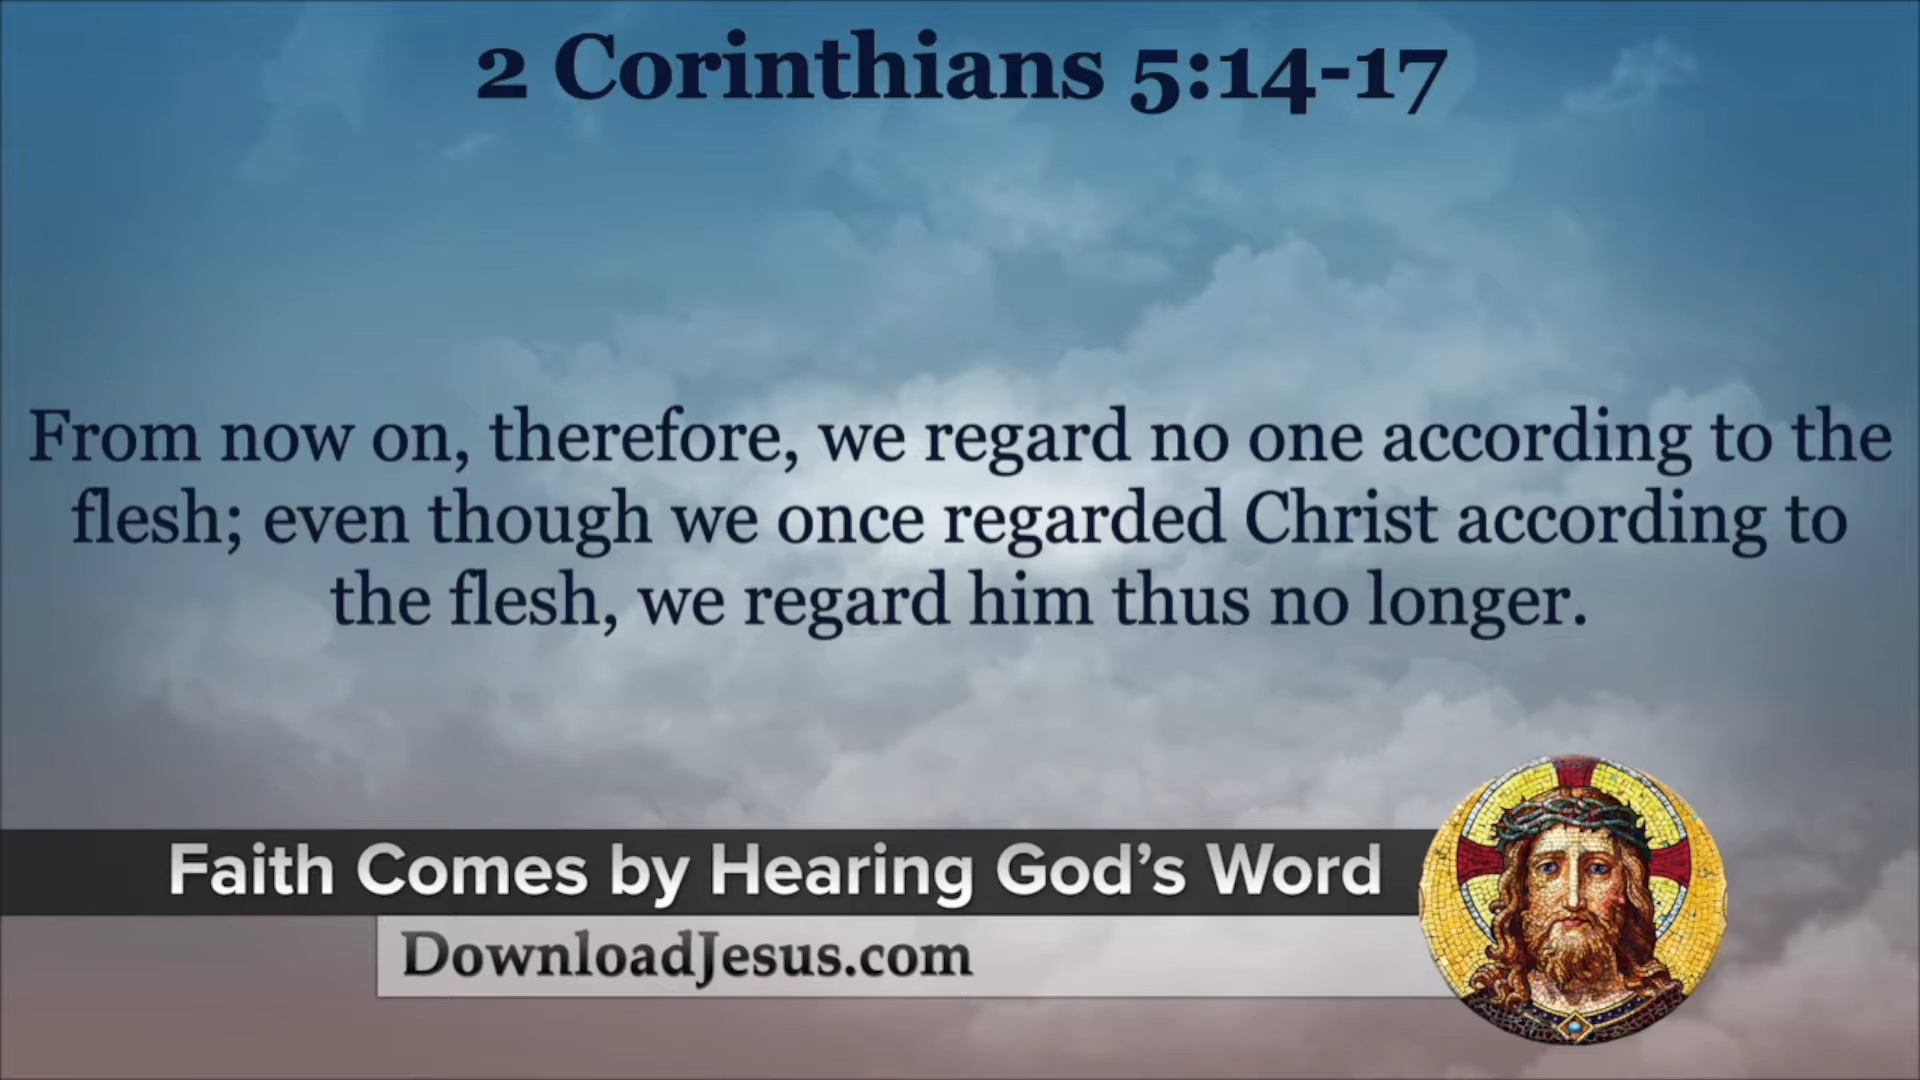 2 Corinthians 5:14-17
From now on, therefore, we regard no one according to the
flesh; even though we once regarded Christ according to
the flesh, we regard him thus no longer.
Faith Comes by Hearing God’s Word
DownloadJesus.com